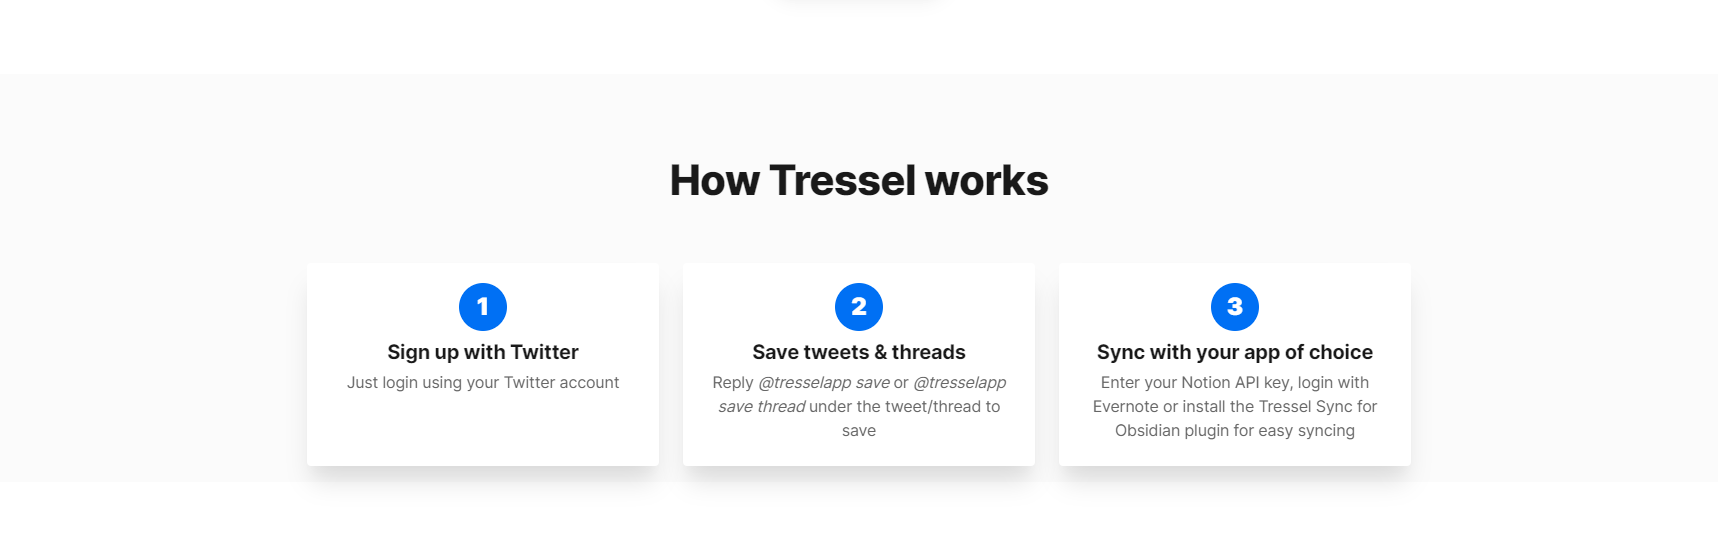 How Tressel works
1
Sign up with Twitter
Just login using your Twitter account
2
Save tweets & threads
Reply @tresselapp save or @tresselapp
save thread under the tweet/thread to
save
3
Sync with your app of choice
Enter your Notion API key, login with
Evernote or install the Tressel Sync for
Obsidian plugin for easy syncing